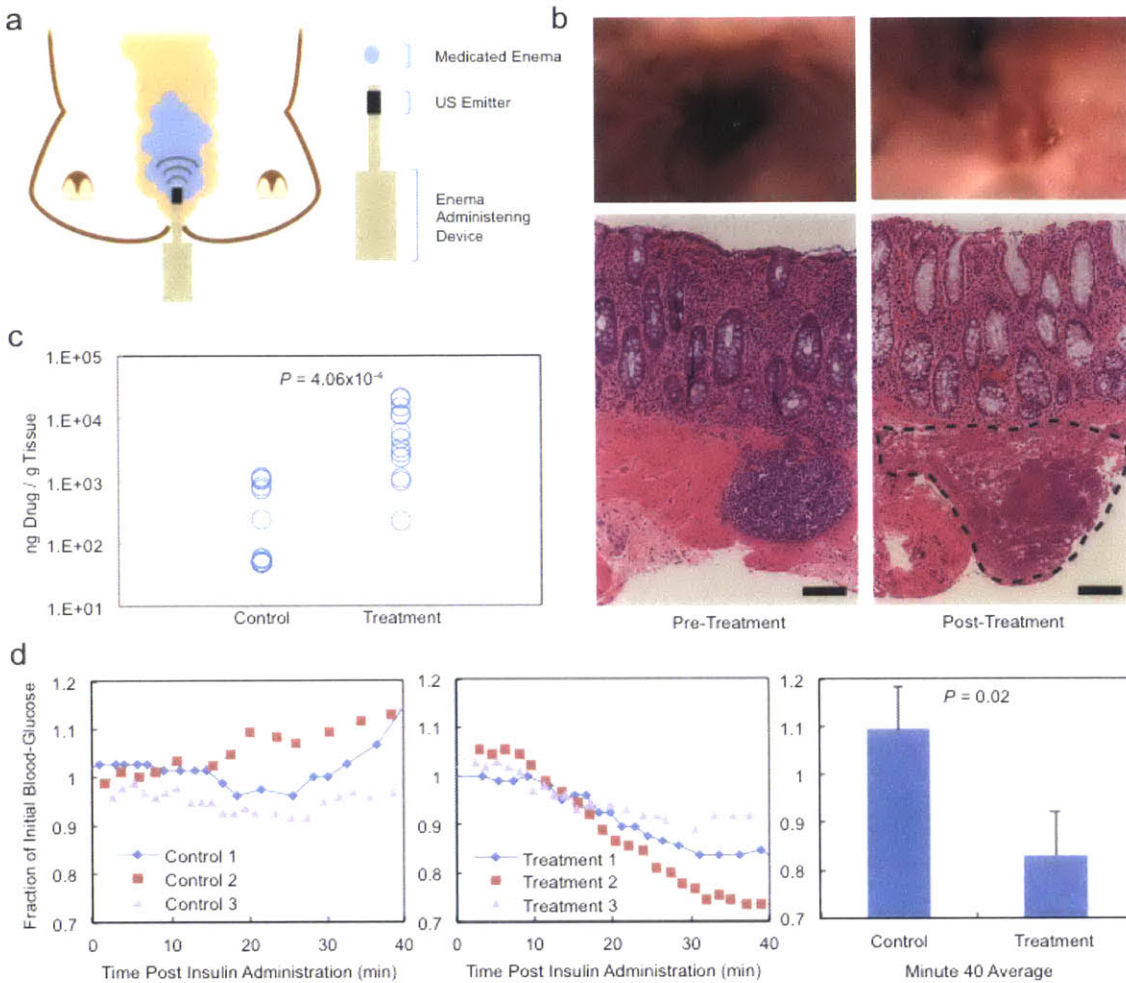 a
Medicated Enema
US Emitter
Enema
Administering
Device
b
Pre-Treatment
Post-Treatment
c
ng Drug / g Tissue
1.E+05
1.E+04
1.E+03
1.E+02
1.E+01
P = 4.06x10⁻⁴
Control
Treatment
d
Fraction of Initial Blood-Glucose
1.2
1.1
1
0.9
0.8
0.7
Control 1
Control 2
Control 3
0 10 20 30 40
Time Post Insulin Administration (min)
1.2
1.1
1
0.9
0.8
0.7
Treatment 1
Treatment 2
Treatment 3
0 10 20 30 40
Time Post Insulin Administration (min)
1.2
1.1
1
0.9
0.8
0.7
P = 0.02
Control
Treatment
Minute 40 Average